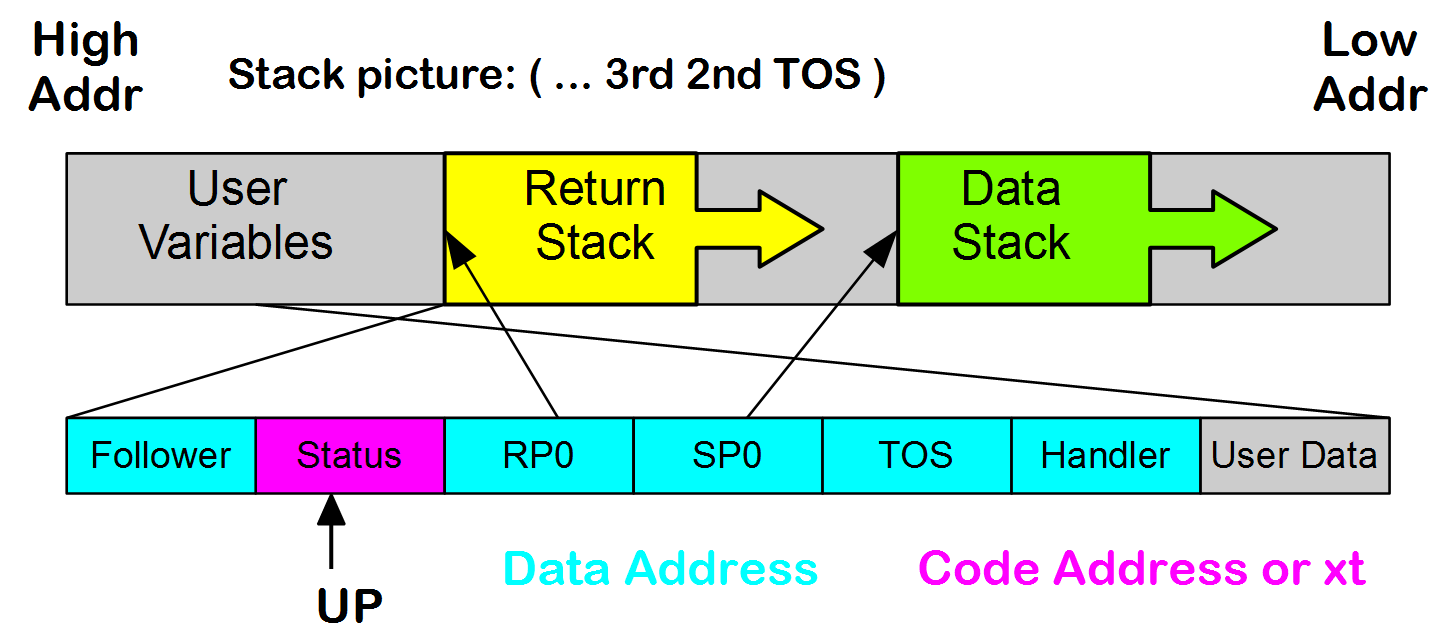 High
Addr
Stack picture: ( ... 3rd 2nd TOS )
Low
Addr
User
Variables
Return
Stack
Data
Stack
Follower
Status
RP0
SP0
TOS
Handler
User Data
UP
Data Address
Code Address or xt